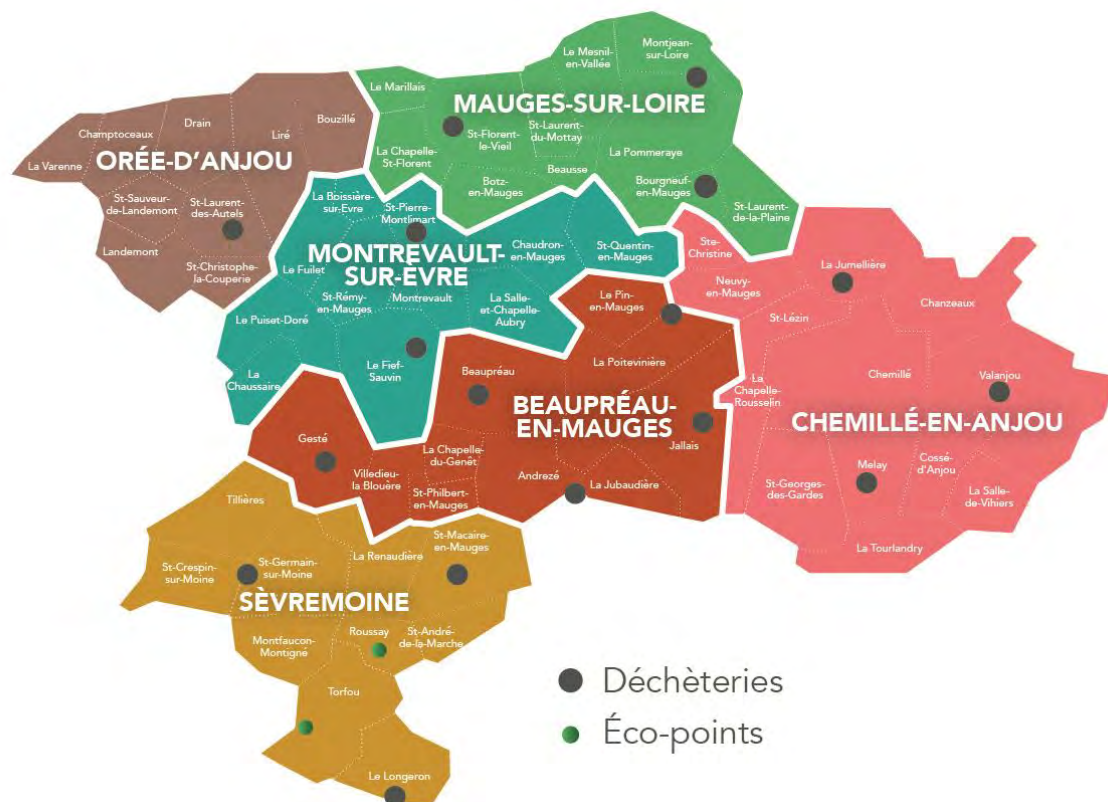 Le Mesnil-
en-Vallée
Montjean-
sur-Loire
Le Marillais
MAUGES-SUR-LOIRE
St-Florent-
le-Vieil
St-Laurent-
du-Mottay
La Chapelle-
St-Florent
La Pommeraye
Beausse
Botz-
en-Mauges
Bourgneuf-
en-Mauges
St-Laurent-
de-la-Plaine
Bouzillé
Drain
Liré
Champtoceaux
La Varenne
ORÉE-D'ANJOU
St-Sauveur-
de-Landemont
St-Laurent-
des-Autels
Landemont
St-Christophe-
la-Couperie
La Boissière-
sur-Evre
St-Pierre-
Montlimart
MONTREVAULT-
SUR-ÈVRE
Chaudron-
en-Mauges
St-Quentin-
en-Mauges
Le Fuilet
St-Rémy-
en-Mauges
Montrevault
La Salle-
et-Chapelle-
Aubry
Le Puiset-Doré
La
Chaussaire
Le Fief-
Sauvin
Le Pin-
en-Mauges
La Poitevinière
Beaupréau
BEAUPRÉAU-
EN-MAUGES
Jallais
Gesté
La Chapelle-
du-Genêt
Villedieu-
la Blouère
St-Philbert-
en-Mauges
Andrezé
La Jubaudière
Ste-
Christine
Neuvy-
en-Mauges
La Jumellière
Chanzeaux
St-Lézin
Chemillé
Valanjou
La
Chapelle-
Rousselin
CHEMILLÉ-EN-ANJOU
St-Georges-
des-Gardes
Melay
Cossé-
d'Anjou
La Salle-
de-Vihiers
La Tourlandry
Tillières
La Renaudière
St-Macaire-
en-Mauges
St-Crespin-
sur-Moine
St-Germain-
sur-Moine
SÈVREMOINE
Montfaucon-
Montigné
Roussay
St-André-
de-la-Marche
Torfou
Le Longeron
Déchèteries
Éco-points